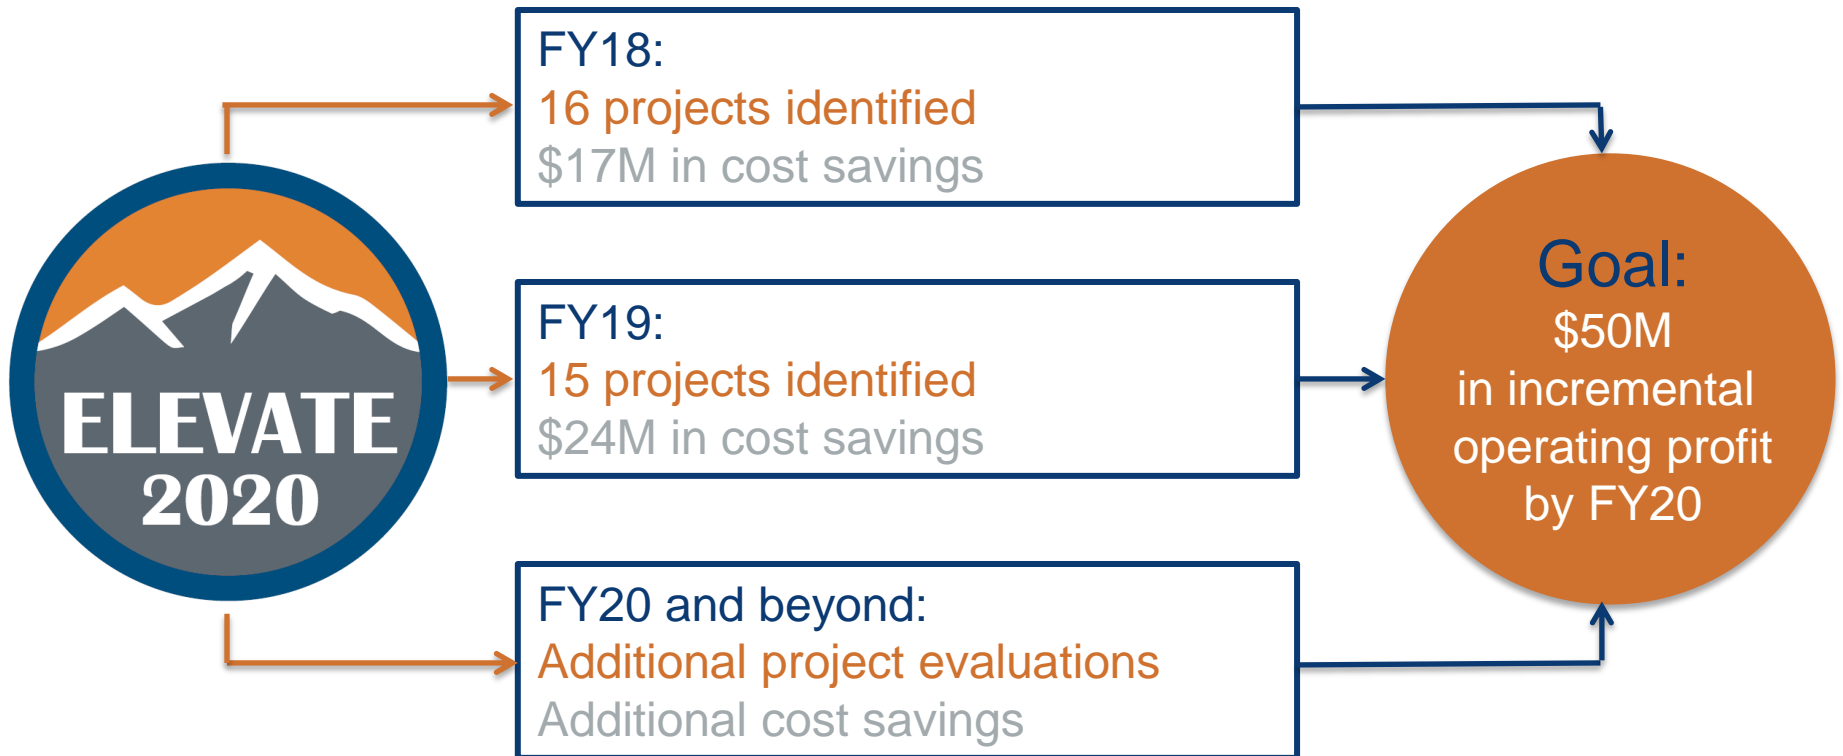 FY18:
16 projects identified
$17M in cost savings
ELEVATE
2020
FY19:
15 projects identified
$24M in cost savings
FY20 and beyond:
Additional project evaluations
Additional cost savings
Goal:
$50M
in incremental
operating profit
by FY20